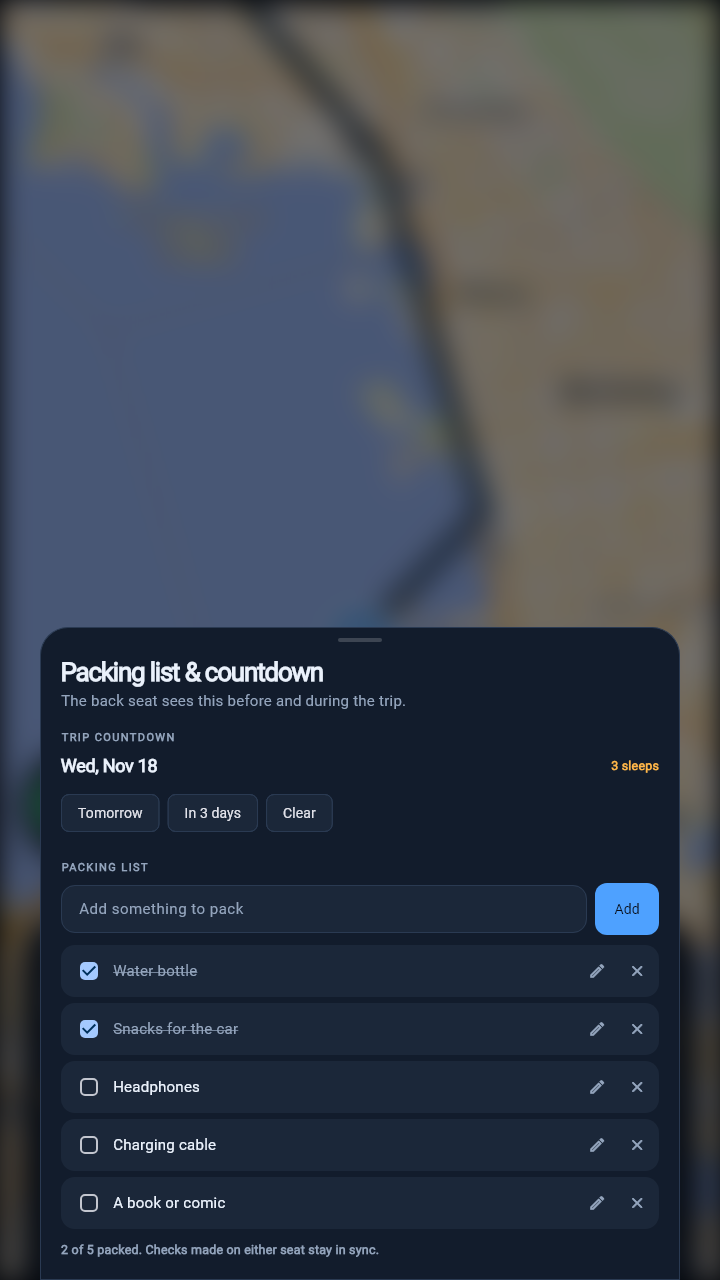 Packing list & countdown
The back seat sees this before and during the trip.
TRIP COUNTDOWN
Wed, Nov 18
3 sleeps
Tomorrow
In 3 days
Clear
PACKING LIST
Add something to pack
Add
Water bottle
Snacks for the car
Headphones
Charging cable
A book or comic
2 of 5 packed. Checks made on either seat stay in sync.